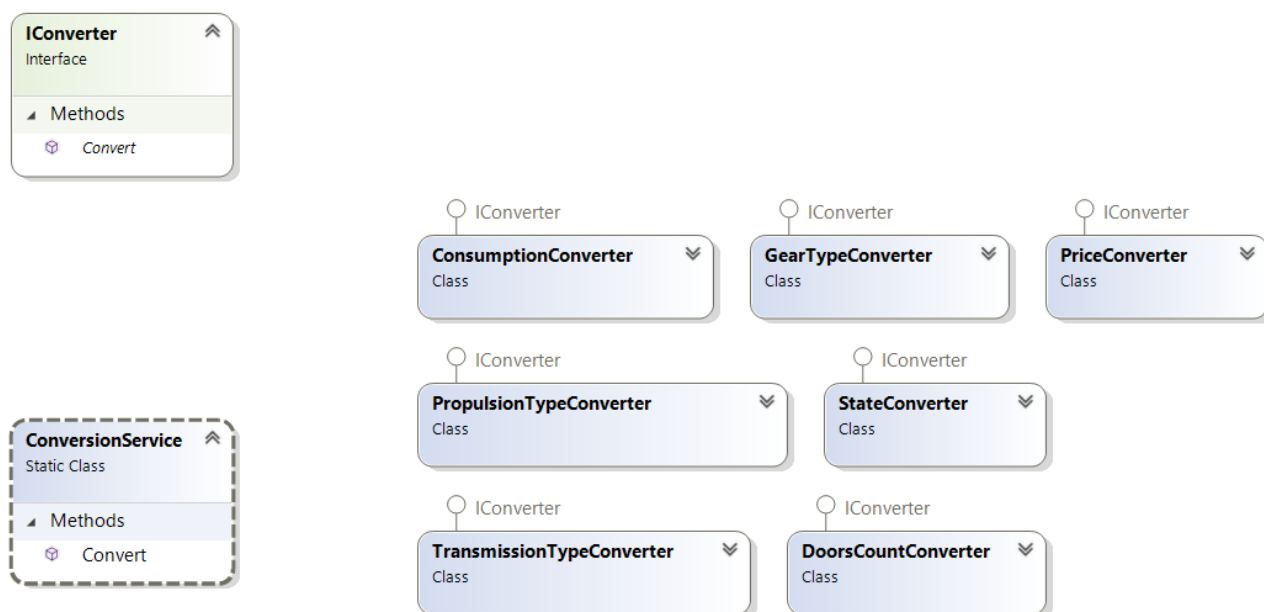 IConverter
Interface
Methods
Convert
IConverter
ConsumptionConverter
Class
IConverter
GearTypeConverter
Class
IConverter
PriceConverter
Class
IConverter
PropulsionTypeConverter
Class
IConverter
StateConverter
Class
ConversionService
Static Class
Methods
Convert
IConverter
TransmissionTypeConverter
Class
IConverter
DoorsCountConverter
Class